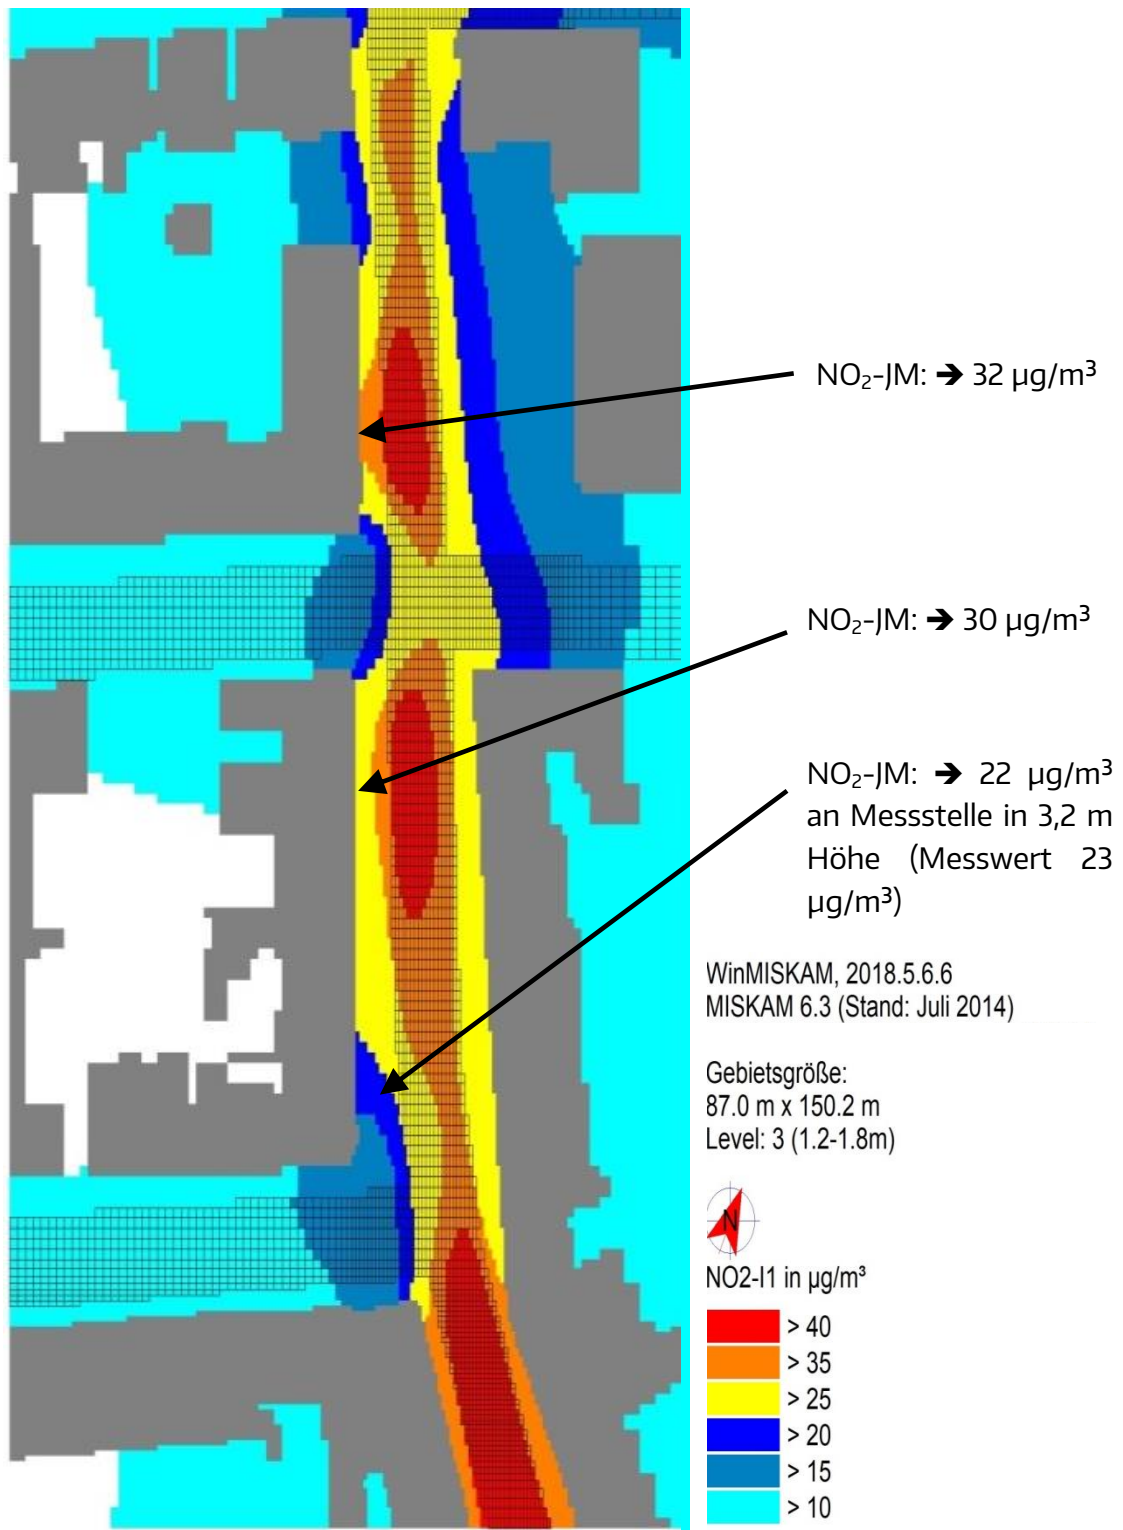 NO₂-JM: ➔ 32 µg/m³
NO₂-JM: ➔ 30 µg/m³
NO₂-JM: ➔ 22 µg/m³
an Messstelle in 3,2 m
Höhe (Messwert 23
µg/m³)
WinMISKAM, 2018.5.6.6
MISKAM 6.3 (Stand: Juli 2014)
Gebietsgröße:
87.0 m x 150.2 m
Level: 3 (1.2-1.8m)
N
NO2-I1 in µg/m³
> 40
> 35
> 25
> 20
> 15
> 10